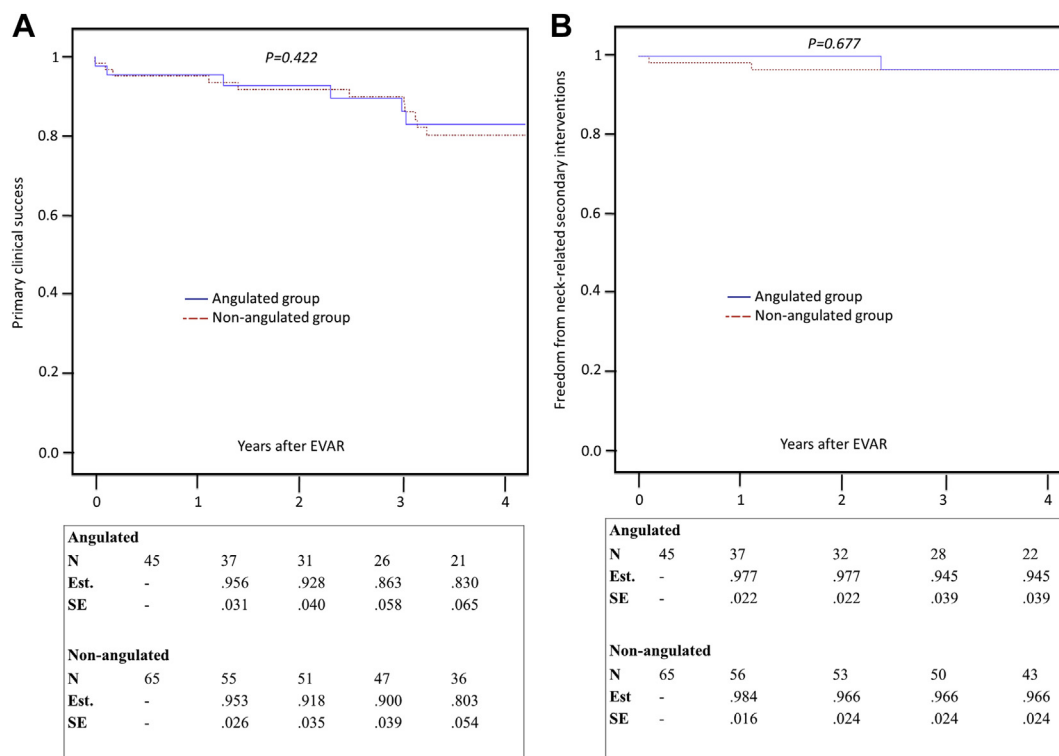 A
P=0.422
1
0.8
0.6
0.4
0.2
0.0
Primary clinical success
Angulated group
Non-angulated group
Years after EVAR
0 1 2 3 4
Angulated
N 45 37 31 26 21
Est. - .956 .928 .863 .830
SE - .031 .040 .058 .065
Non-angulated
N 65 55 51 47 36
Est. - .953 .918 .900 .803
SE - .026 .035 .039 .054
B
P=0.677
1
0.8
0.6
0.4
0.2
0.0
Freedom from neck-related secondary interventions
Angulated group
Non-angulated group
Years after EVAR
0 1 2 3 4
Angulated
N 45 37 32 28 22
Est. - .977 .977 .945 .945
SE - .022 .022 .039 .039
Non-angulated
N 65 56 53 50 43
Est - .984 .966 .966 .966
SE - .016 .024 .024 .024